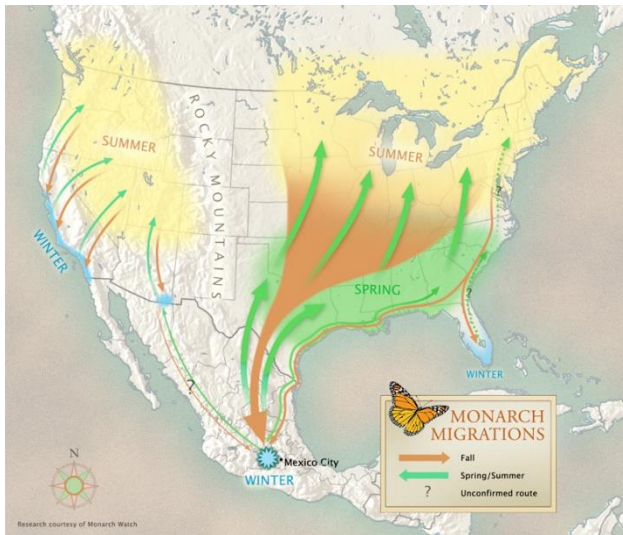 ROCKY MOUNTAINS
SUMMER
SUMMER
WINTER
SPRING
?
?
?
WINTER
Mexico City
WINTER
MONARCH
MIGRATIONS
Fall
Spring/Summer
? Unconfirmed route
N
Research courtesy of Monarch Watch